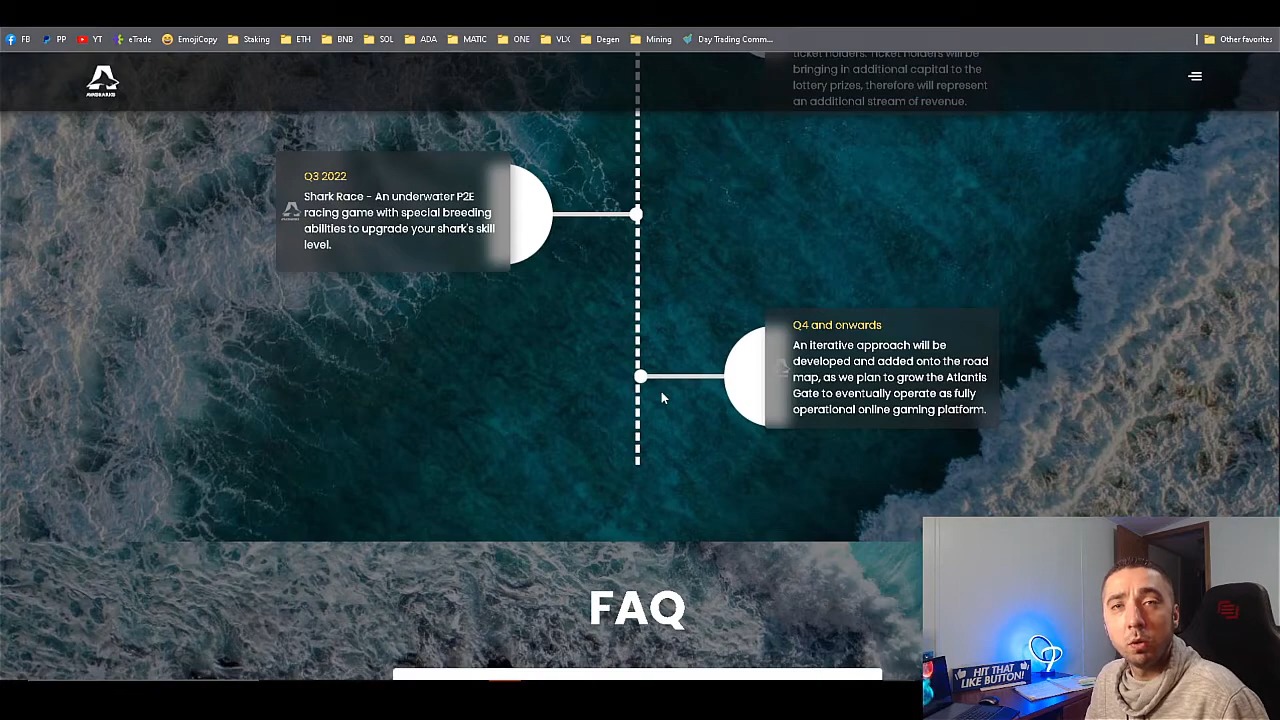 FB
PP
YT
eTrade
EmojiCopy
Staking
ETH
BNB
SOL
ADA
MATIC
ONE
VLX
Degen
Mining
Day Trading Comm...
Other favorites
AVAXSHARKS
ticket holders. Ticket holders will be
bringing in additional capital to the
lottery prizes, therefore will represent
an additional stream of revenue.
Q3 2022
Shark Race - An underwater P2E
racing game with special breeding
abilities to upgrade your shark's skill
level.
Q4 and onwards
An iterative approach will be
developed and added onto the road
map, as we plan to grow the Atlantis
Gate to eventually operate as fully
operational online gaming platform.
FAQ
HIT THAT
LIKE BUTTON!